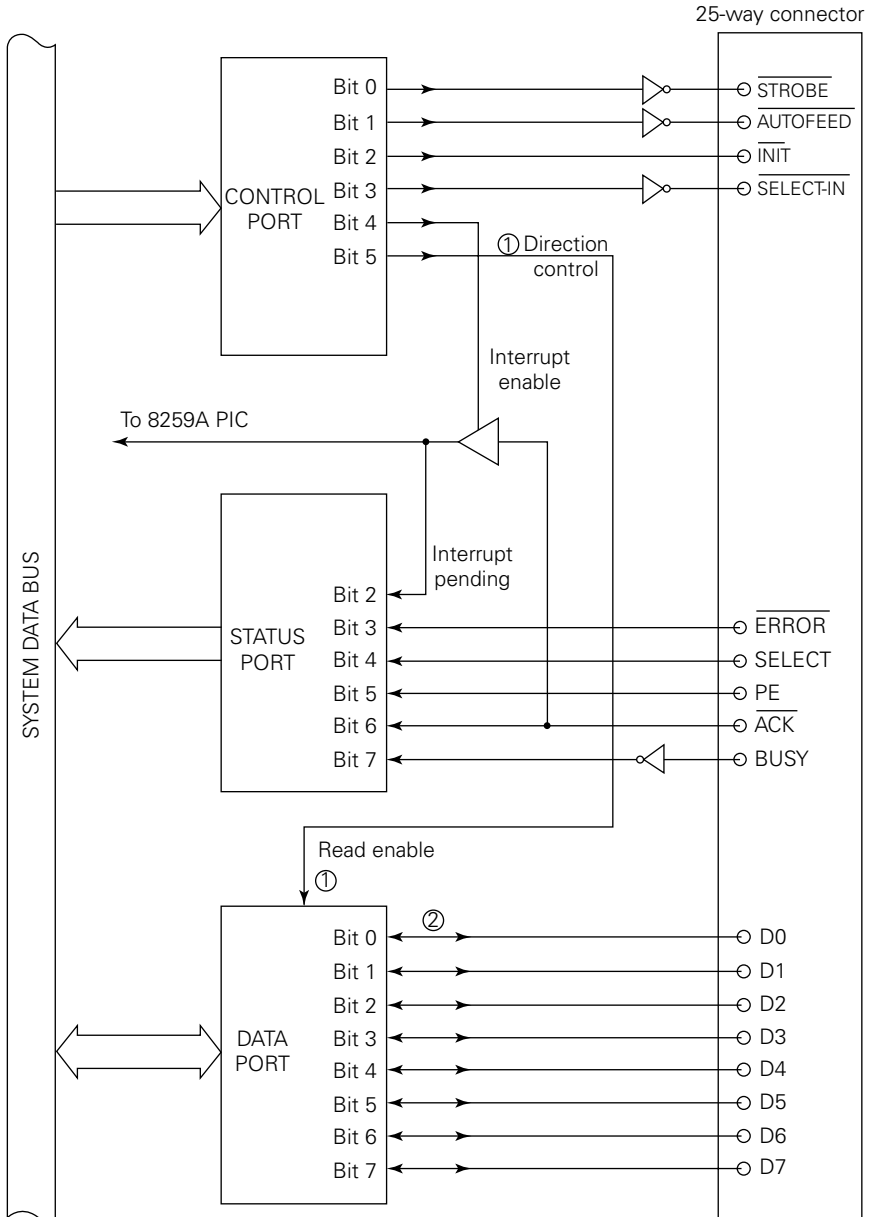 25-way connector
Bit 0
STROBE
Bit 1
AUTOFEED
Bit 2
INIT
Bit 3
SELECT-IN
CONTROL
PORT
Bit 4
Bit 5
① Direction
control
Interrupt
enable
To 8259A PIC
Interrupt
pending
SYSTEM DATA BUS
STATUS
PORT
Bit 2
Bit 3
ERROR
Bit 4
SELECT
Bit 5
PE
Bit 6
ACK
Bit 7
BUSY
Read enable
①
②
DATA
PORT
Bit 0
D0
Bit 1
D1
Bit 2
D2
Bit 3
D3
Bit 4
D4
Bit 5
D5
Bit 6
D6
Bit 7
D7